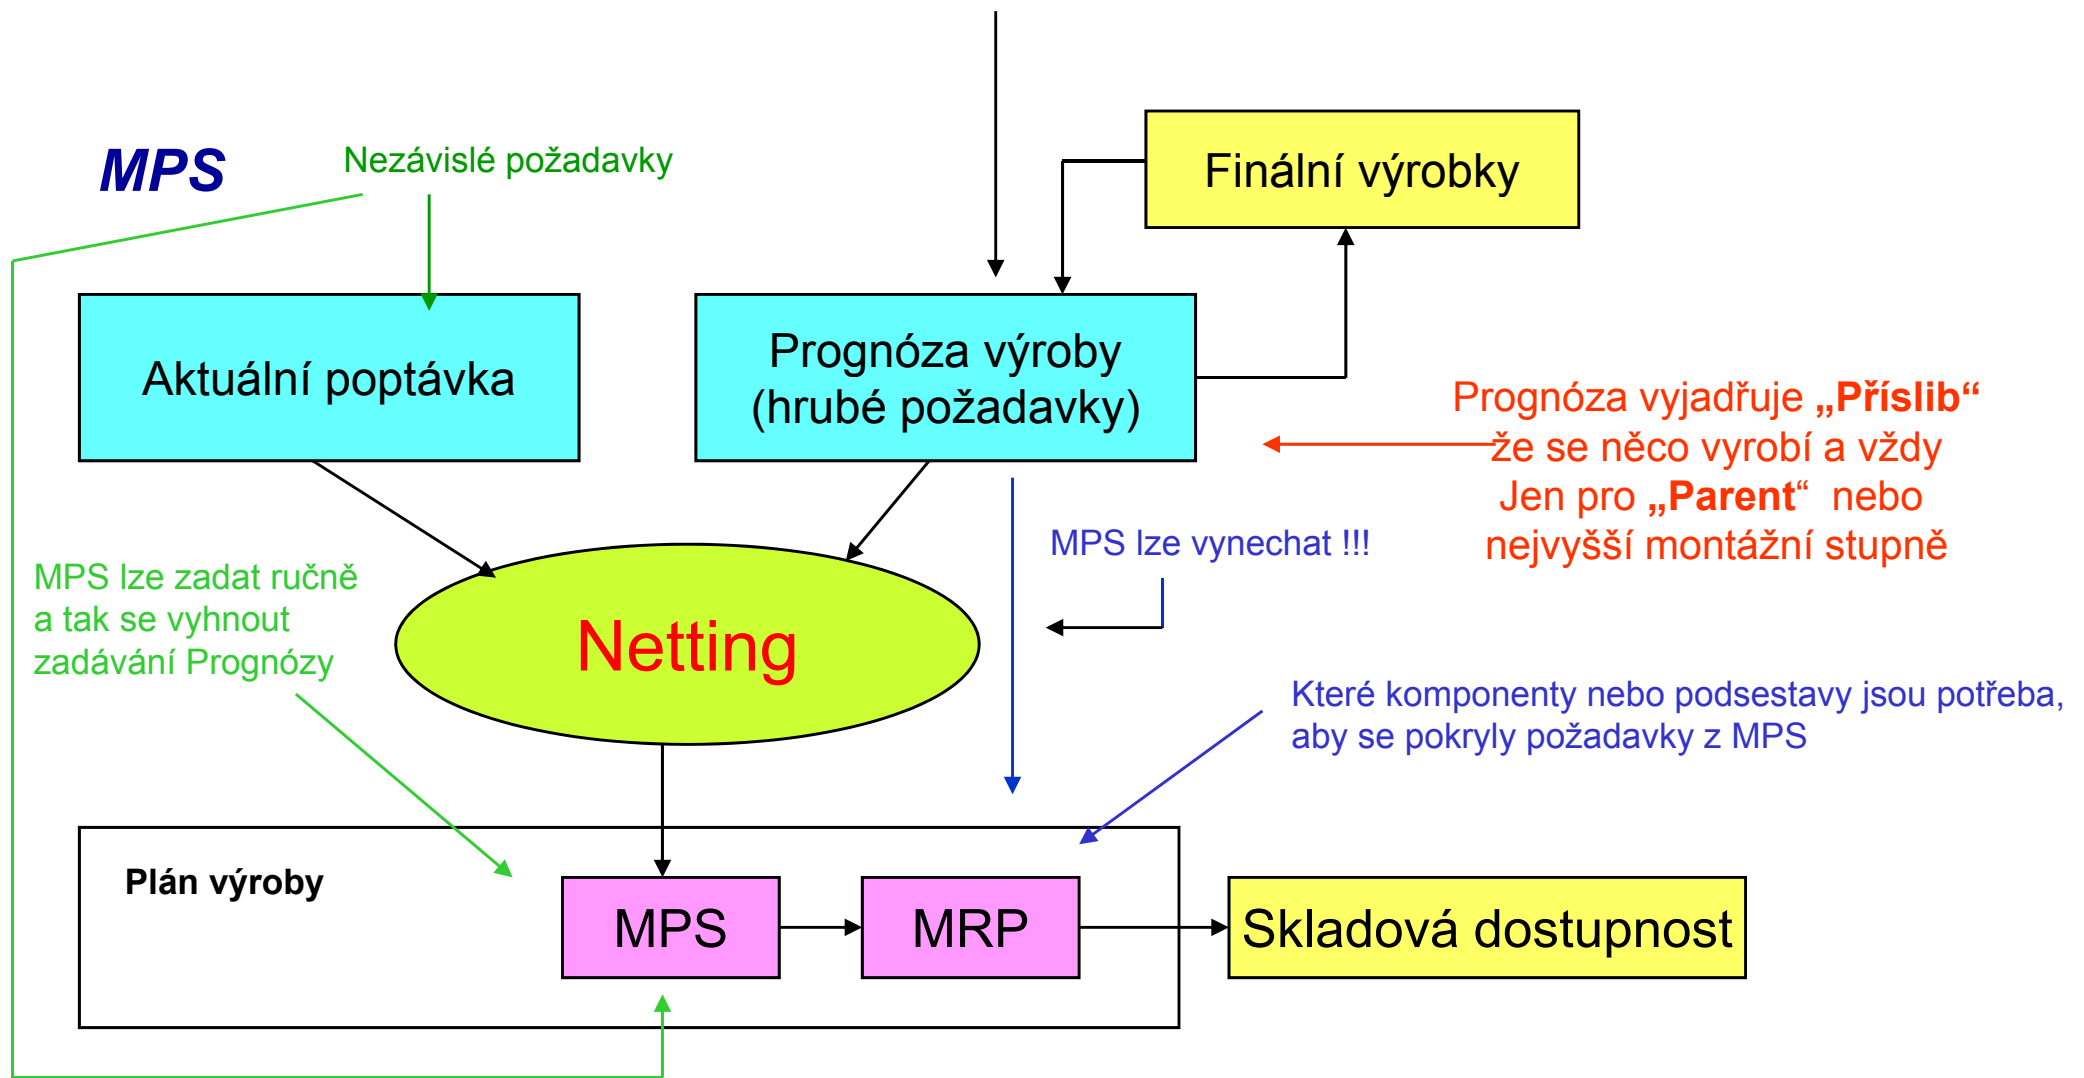 MPS
Nezávislé požadavky
Finální výrobky
Aktuální poptávka
Prognóza výroby
(hrubé požadavky)
Prognóza vyjadřuje „Příslib“
že se něco vyrobí a vždy
Jen pro „Parent“ nebo
nejvyšší montážní stupně
MPS lze vynechat !!!
MPS lze zadat ručně
a tak se vyhnout
zadávání Prognózy
Netting
Které komponenty nebo podsestavy jsou potřeba,
aby se pokryly požadavky z MPS
Plán výroby
MPS
MRP
Skladová dostupnost